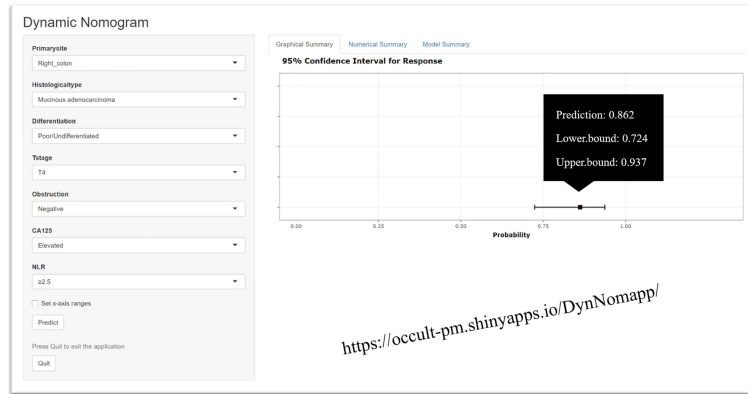 Dynamic Nomogram
Primarysite
Right_colon
Histologicaltype
Mucinous adenocarcinoma
Differentiation
Poor/Undifferentiated
Tstage
T4
Obstruction
Negative
CA125
Elevated
NLR
≥2.5
Set x-axis ranges
Predict
Press Quit to exit the application
Quit
Graphical Summary Numerical Summary Model Summary
95% Confidence Interval for Response
Prediction: 0.862
Lower.bound: 0.724
Upper.bound: 0.937
0.00 0.25 0.50 0.75 1.00
Probability
https://occult-pm.shinyapps.io/DynNomapp/